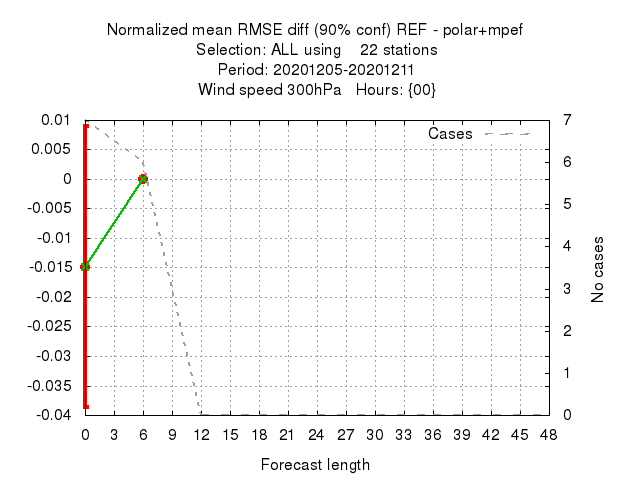 Normalized mean RMSE diff (90% conf) REF - polar+mpef
Selection: ALL using    22 stations
Period: 20201205-20201211
Wind speed 300hPa   Hours: {00}
Cases
0.01
0.005
0
-0.005
-0.01
-0.015
-0.02
-0.025
-0.03
-0.035
-0.04
7
6
5
4
3
2
1
0
No cases
0 3 6 9 12 15 18 21 24 27 30 33 36 39 42 45 48
Forecast length